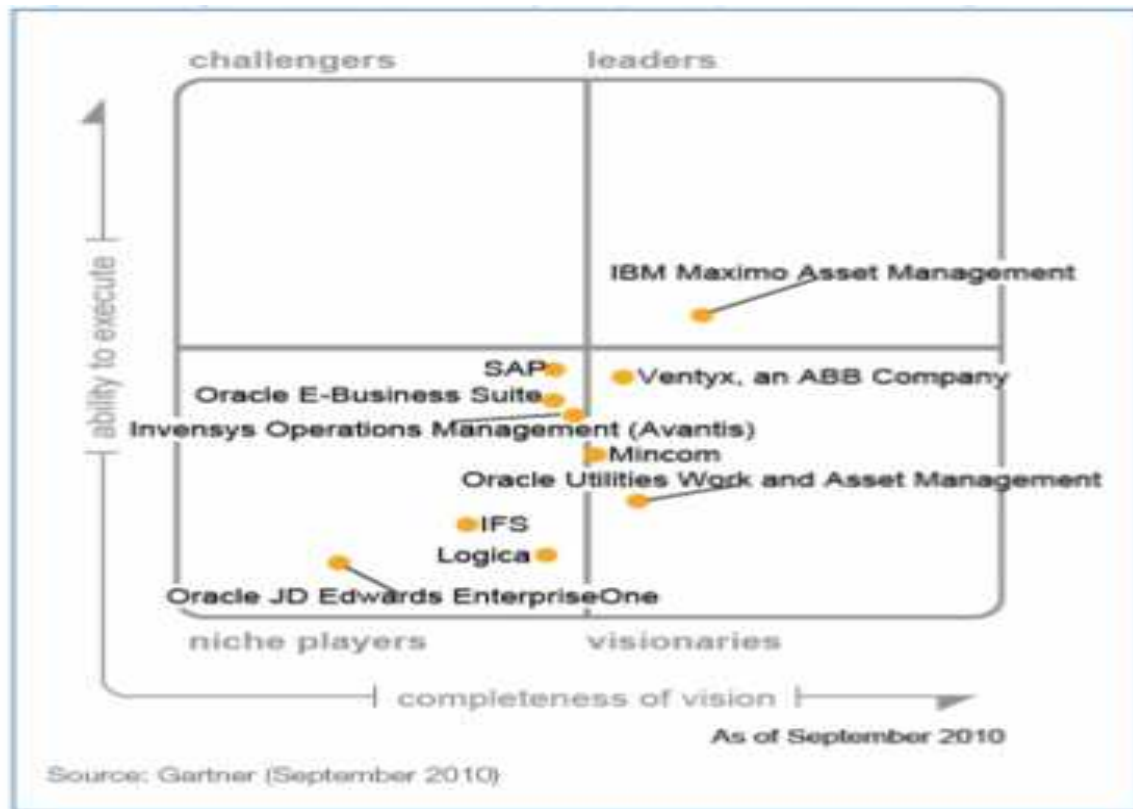 challengers leaders
ability to execute
IBM Maximo Asset Management
SAP
Ventyx, an ABB Company
Oracle E-Business Suite
Invensys Operations Management (Avantis)
Mincom
Oracle Utilities Work and Asset Management
IFS
Logica
Oracle JD Edwards EnterpriseOne
niche players visionaries
completeness of vision
As of September 2010
Source: Gartner (September 2010)